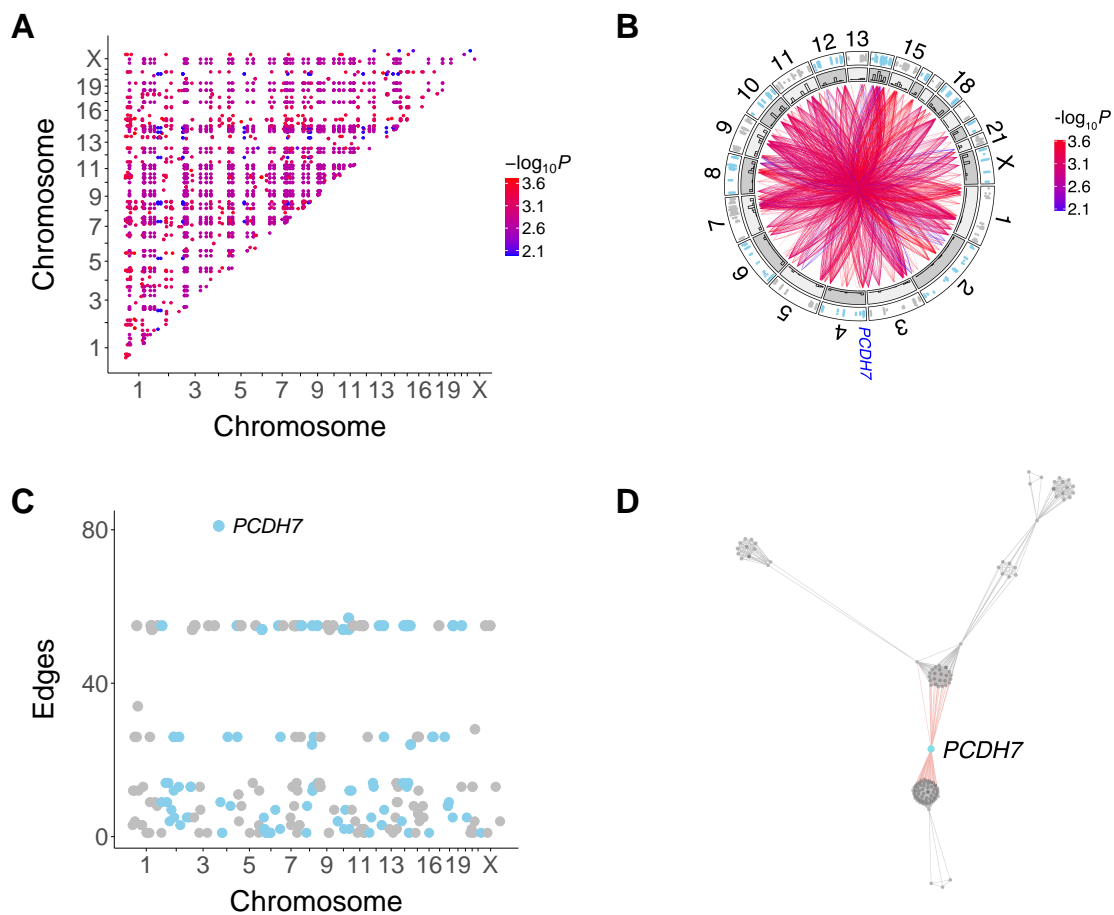 A
X
19
16
13
11
9
7
5
3
1
Chromosome
1 3 5 7 9 11 13 16 19 X
Chromosome
−log10P
3.6
3.1
2.6
2.1
B
1
2
3
4
5
6
7
8
9
10
11
12
13
15
18
21
X
PCDH7
-log10P
3.6
3.1
2.6
2.1
C
80
40
0
Edges
PCDH7
1 3 5 7 9 11 13 16 19 X
Chromosome
D
PCDH7